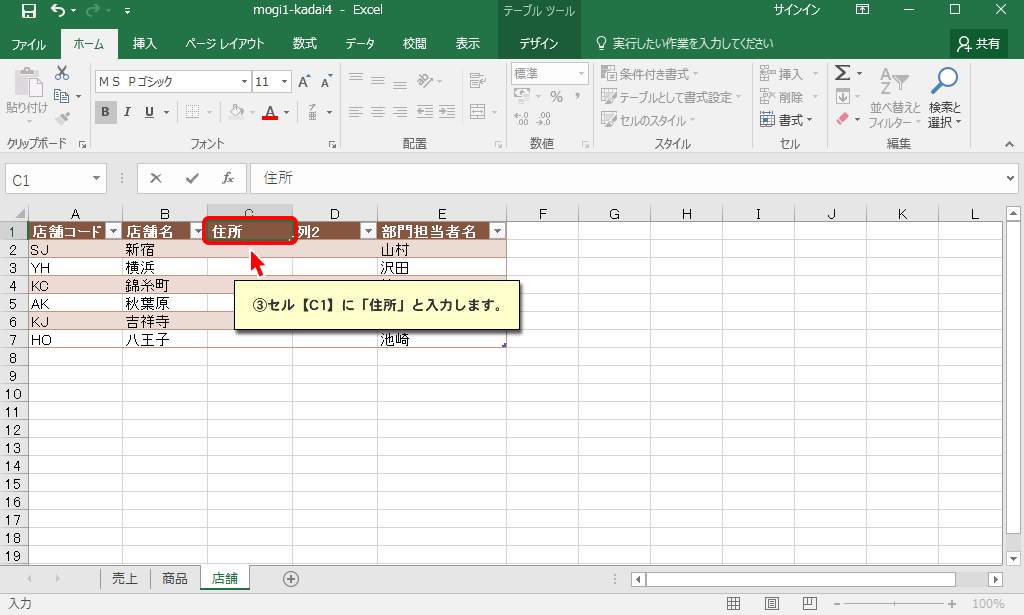 mogi1-kadai4 - Excel
テーブル ツール
サインイン
ファイル
ホーム
挿入
ページ レイアウト
数式
データ
校閲
表示
デザイン
実行したい作業を入力してください
共有
貼り付け
クリップボード
ＭＳ Ｐゴシック
11
B I U
フォント
配置
標準
%
数値
条件付き書式
テーブルとして書式設定
セルのスタイル
スタイル
挿入
削除
書式
セル
並べ替えと
フィルター
検索と
選択
編集
C1
fx
住所
A B C D E F G H I J K L
1 店舗コード 店舗名 住所 列2 部門担当者名
2 SJ 新宿 山村
3 YH 横浜 沢田
4 KC 錦糸町
5 AK 秋葉原
6 KJ 吉祥寺
7 HO 八王子 池崎
8
9
10
11
12
13
14
15
16
17
18
19
③セル【C1】に「住所」と入力します。
売上
商品
店舗
入力
100%